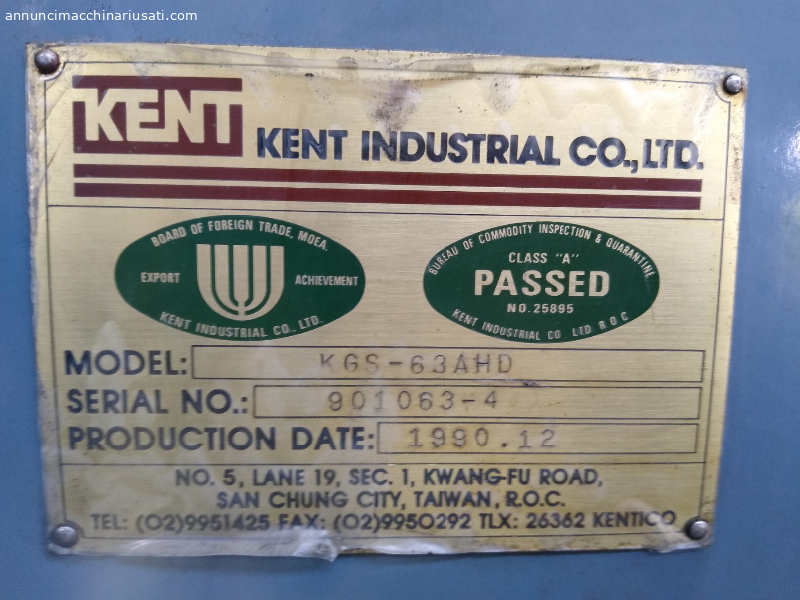 annuncimacchinariusati.com
KENT
KENT INDUSTRIAL CO., LTD.
BOARD OF FOREIGN TRADE, MOEA.
EXPORT ACHIEVEMENT
KENT INDUSTRIAL CO., LTD.
BUREAU OF COMMODITY INSPECTION & QUARANTINE
CLASS "A"
PASSED
NO. 25895
KENT INDUSTRIAL CO LTD R O C
MODEL: KGS-63AHD
SERIAL NO.: 901063-4
PRODUCTION DATE: 1990.12
NO. 5, LANE 19, SEC. 1, KWANG-FU ROAD,
SAN CHUNG CITY, TAIWAN, R.O.C.
TEL: (02)9951425 FAX: (02)9950292 TLX: 26362 KENTICO